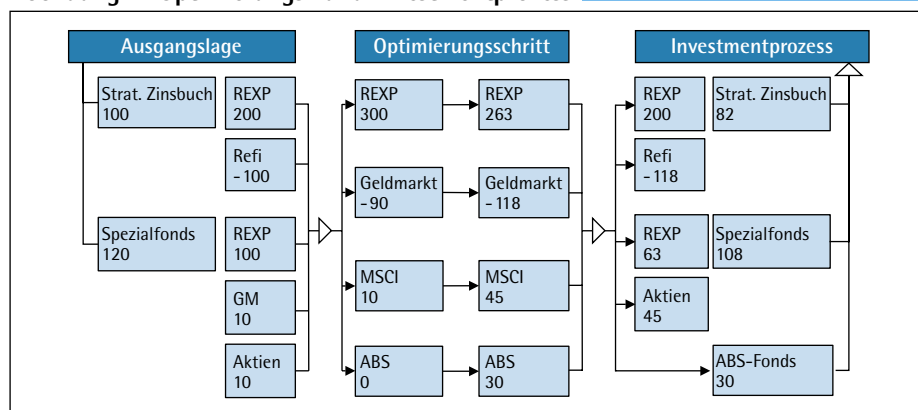 Ausgangslage
Optimierungsschritt
Investmentprozess
Strat. Zinsbuch
100
REXP
200
Refi
-100
Spezialfonds
120
REXP
100
GM
10
Aktien
10
REXP
300
REXP
263
Geldmarkt
-90
Geldmarkt
-118
MSCI
10
MSCI
45
ABS
0
ABS
30
REXP
200
Strat. Zinsbuch
82
Refi
-118
REXP
63
Spezialfonds
108
Aktien
45
ABS-Fonds
30